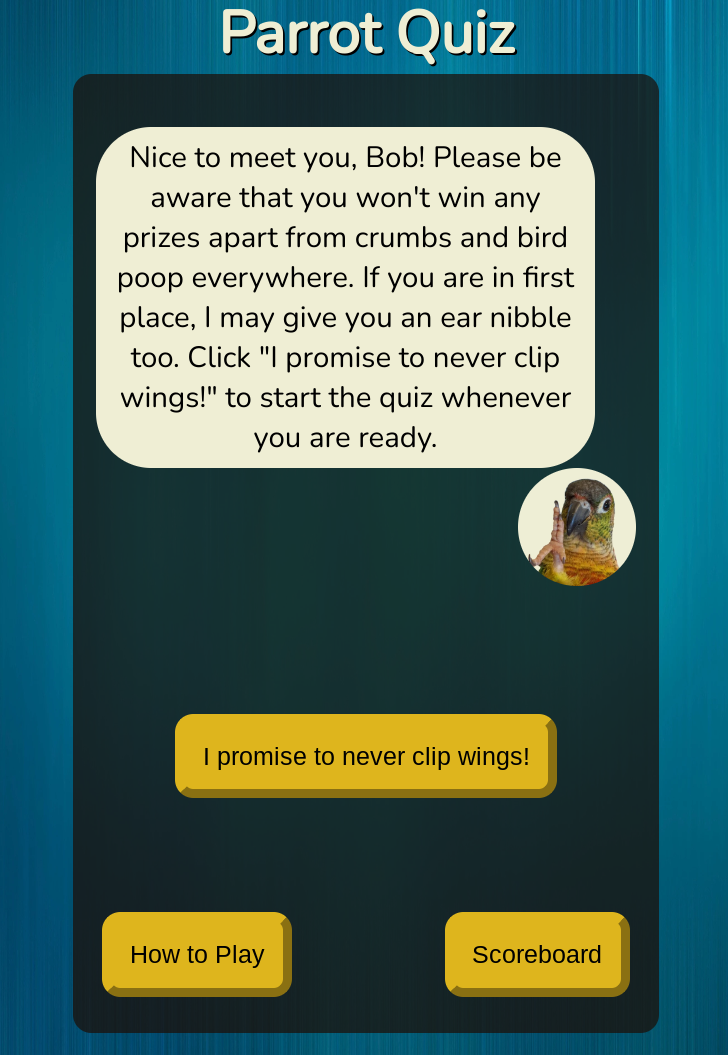 Parrot Quiz
Nice to meet you, Bob! Please be
aware that you won't win any
prizes apart from crumbs and bird
poop everywhere. If you are in first
place, I may give you an ear nibble
too. Click "I promise to never clip
wings!" to start the quiz whenever
you are ready.
I promise to never clip wings!
How to Play
Scoreboard